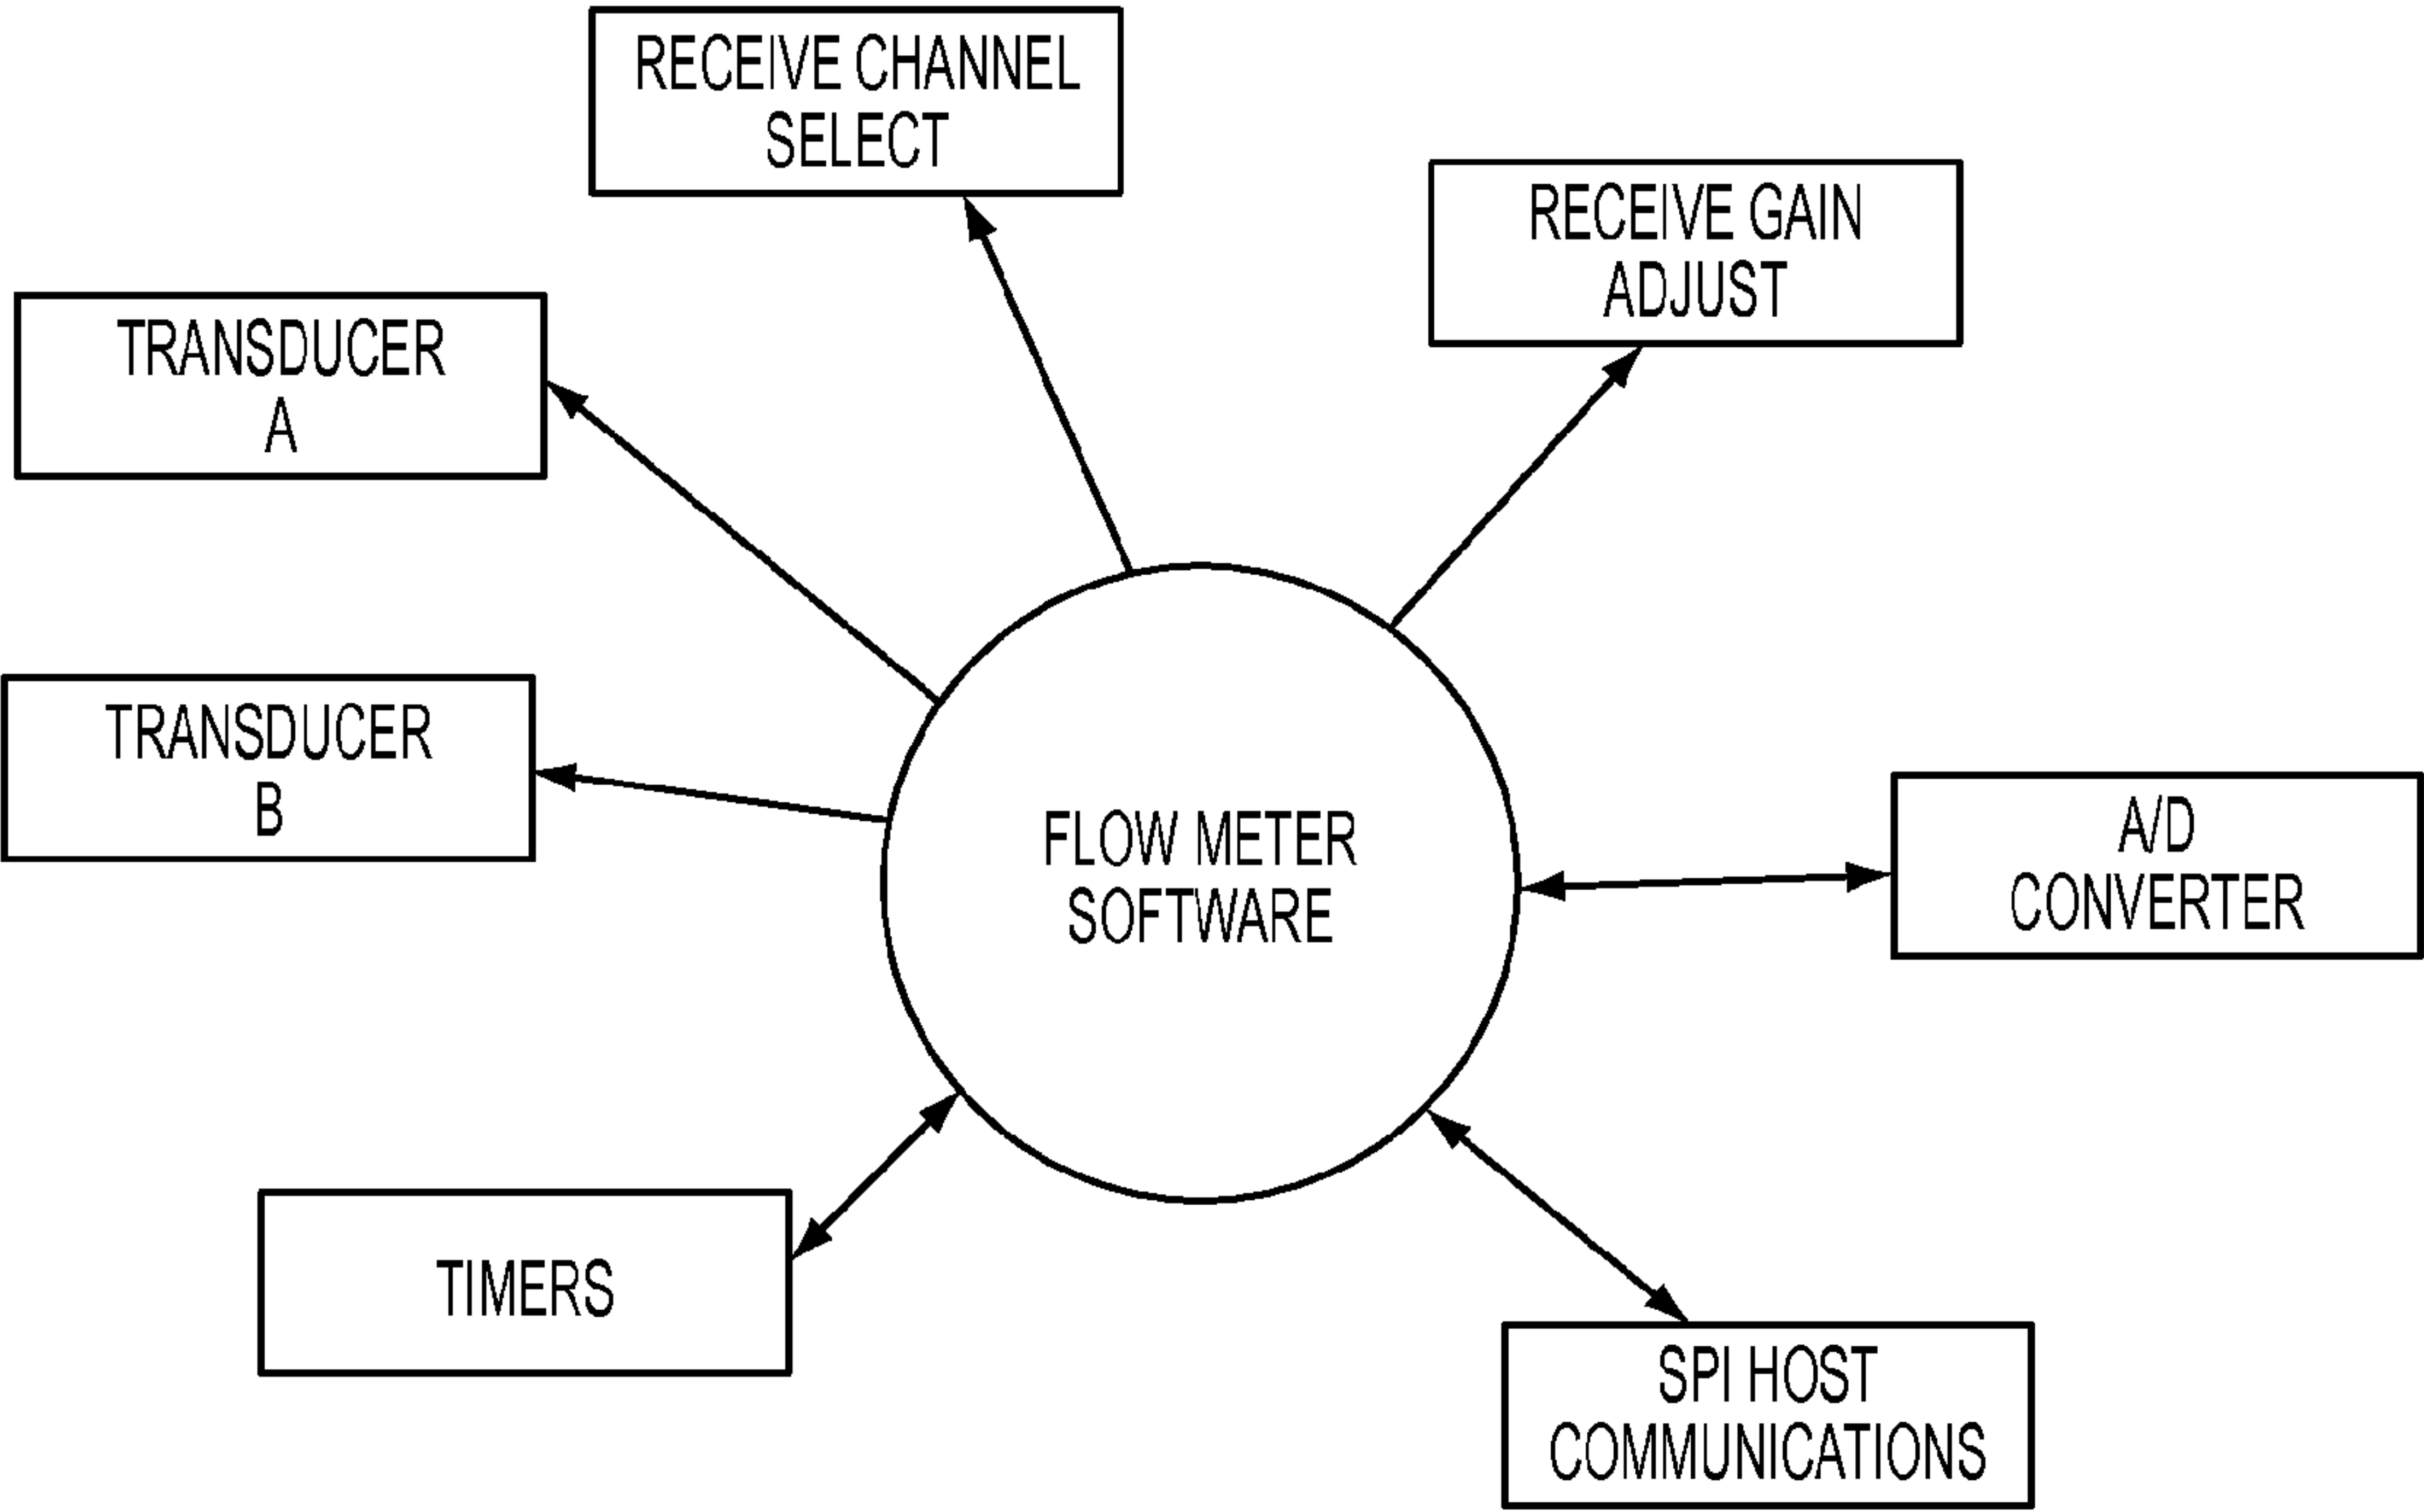 RECEIVE CHANNEL
SELECT
RECEIVE GAIN
ADJUST
TRANSDUCER
A
TRANSDUCER
B
FLOW METER
SOFTWARE
A/D
CONVERTER
TIMERS
SPI HOST
COMMUNICATIONS